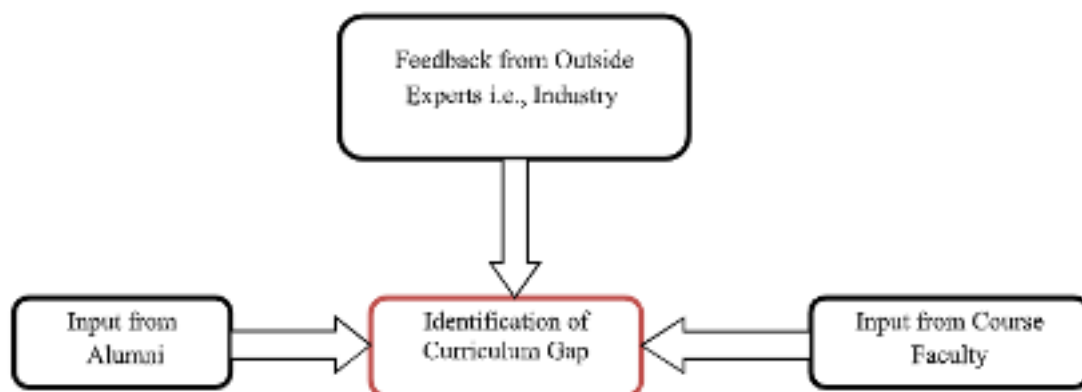 Feedback from Outside
Experts i.e., Industry
Input from
Alumni
Identification of
Curriculum Gap
Input from Course
Faculty